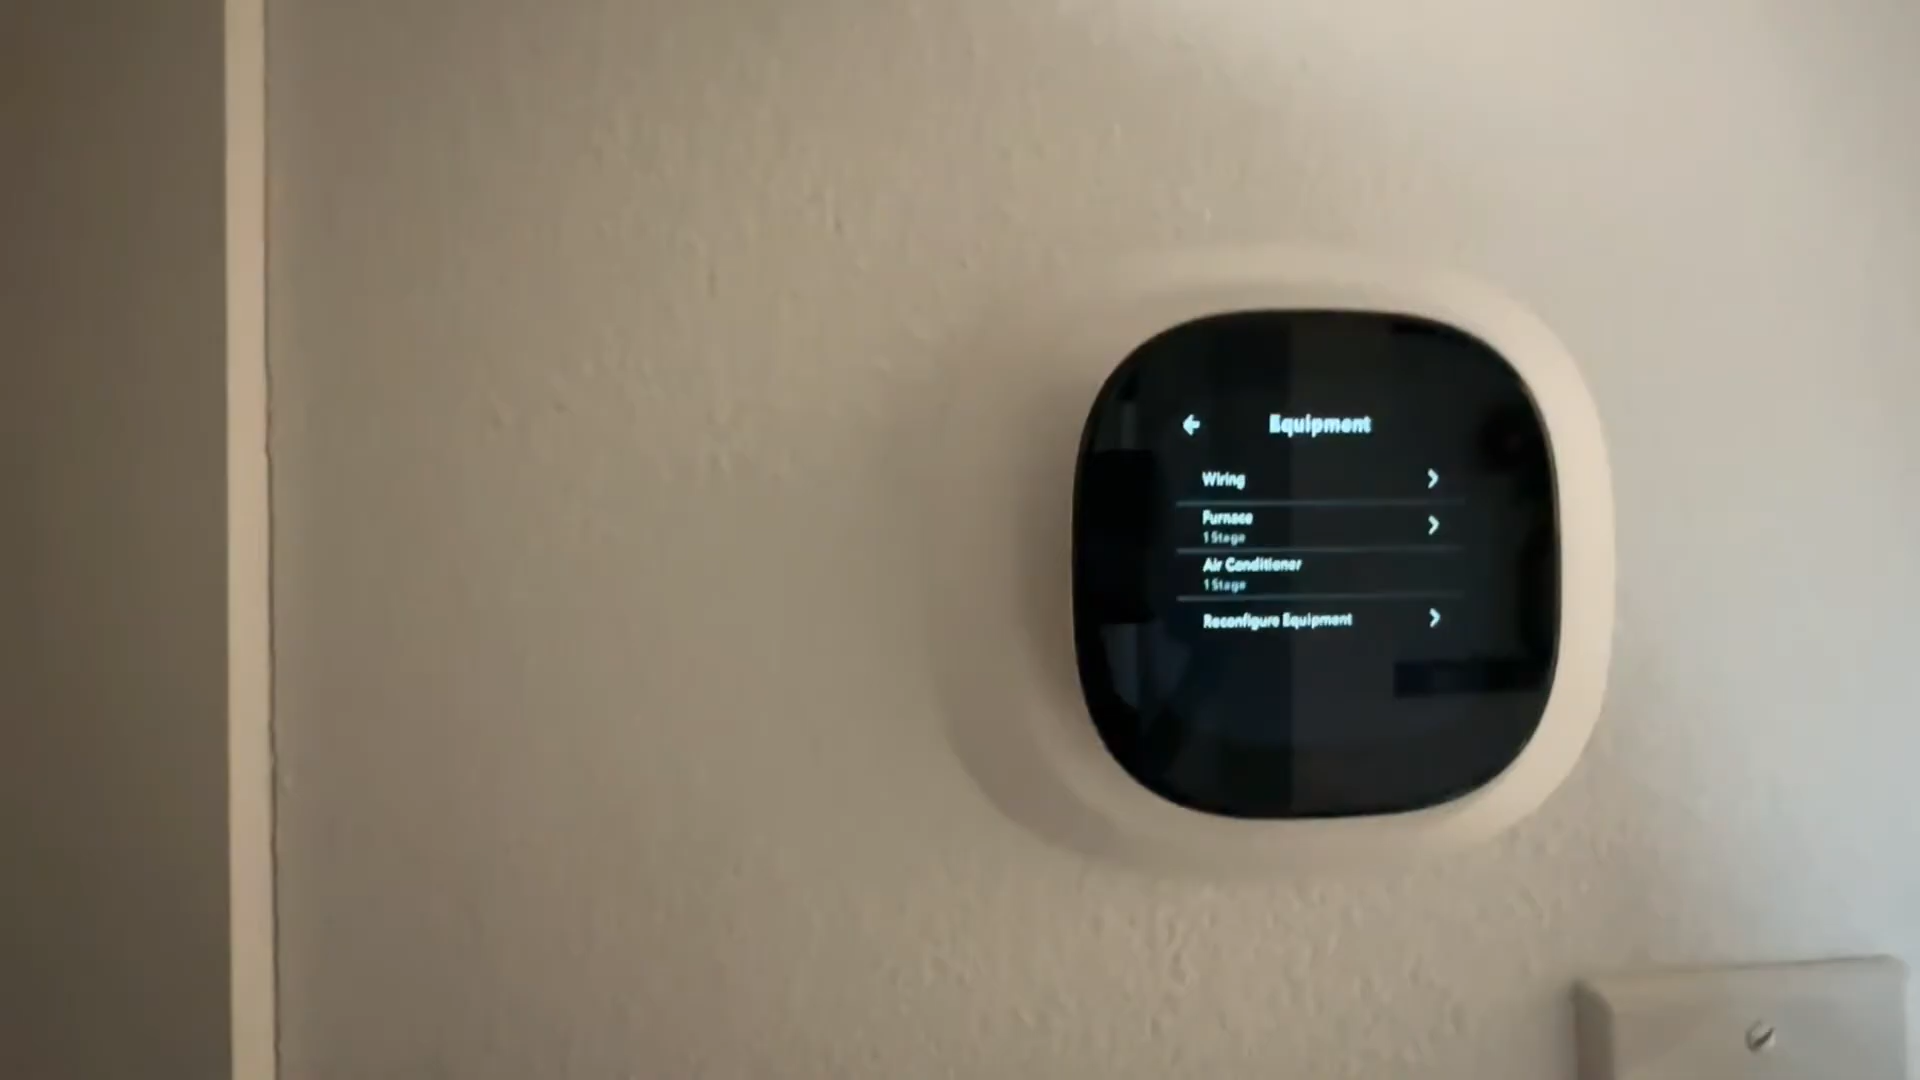 Equipment
Wiring
Furnace
1 Stage
Air Conditioner
1 Stage
Reconfigure Equipment